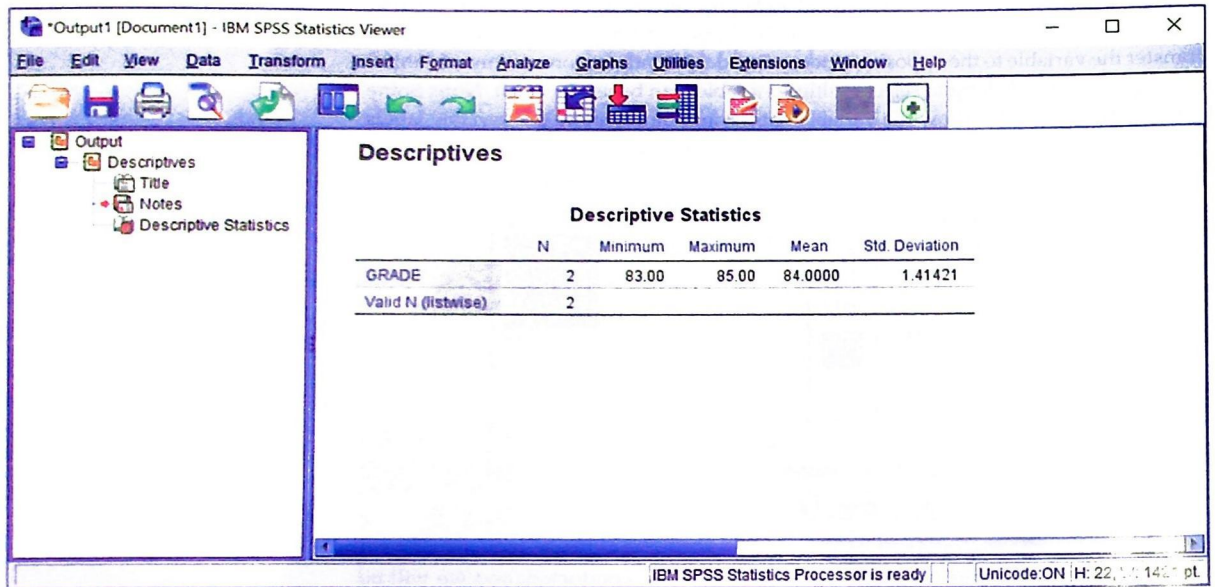 *Output1 [Document1] - IBM SPSS Statistics Viewer
File Edit View Data Transform Insert Format Analyze Graphs Utilities Extensions Window Help
Output
Descriptives
Title
Notes
Descriptive Statistics
Descriptives
Descriptive Statistics
N Minimum Maximum Mean Std. Deviation
GRADE 2 83.00 85.00 84.0000 1.41421
Valid N (listwise) 2
IBM SPSS Statistics Processor is ready Unicode:ON H: 22, pt.